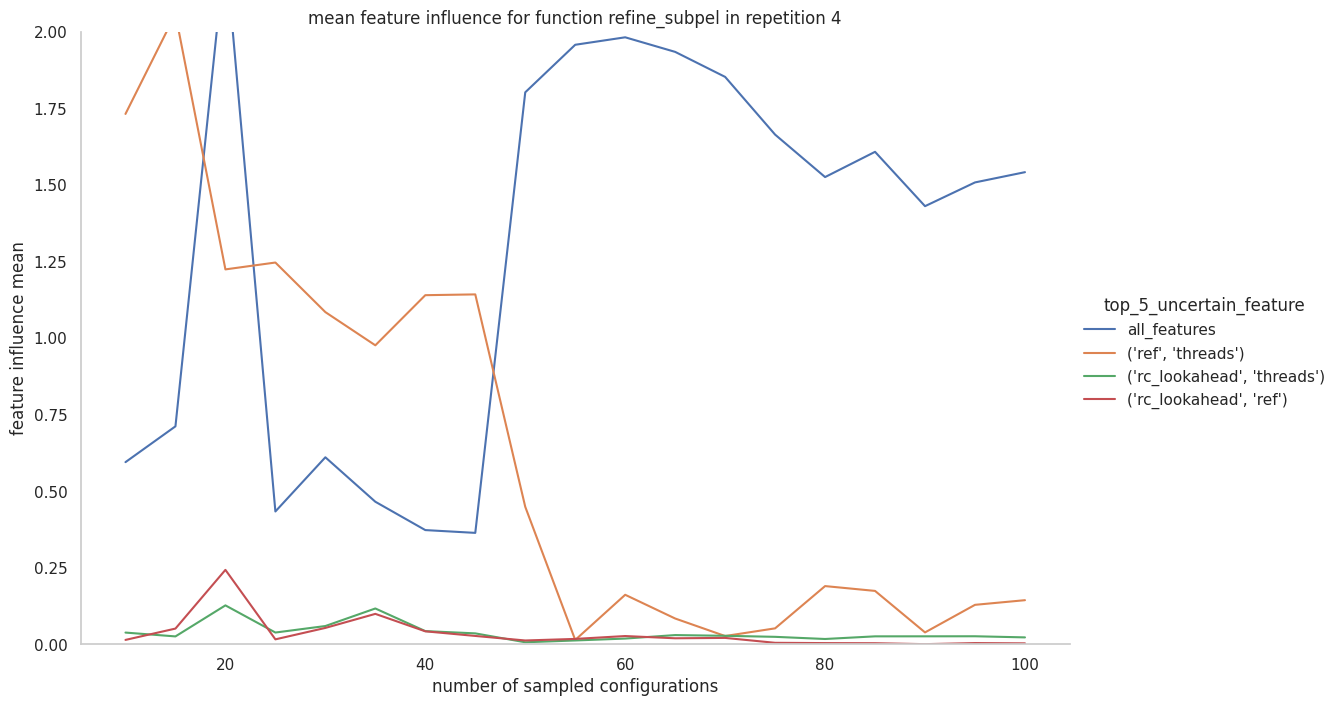 mean feature influence for function refine_subpel in repetition 4
2.00
1.75
1.50
1.25
1.00
0.75
0.50
0.25
0.00
feature influence mean
20
40
60
80
100
number of sampled configurations
top_5_uncertain_feature
all_features
('ref', 'threads')
('rc_lookahead', 'threads')
('rc_lookahead', 'ref')